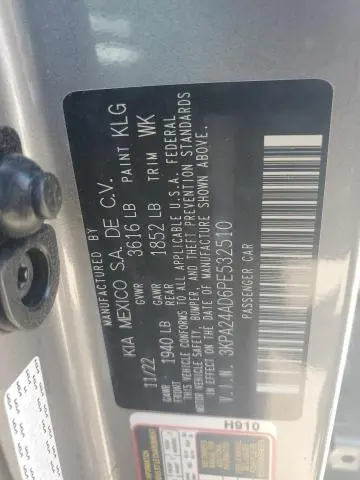 MANUFACTURED BY
KIA MEXICO S.A. DE C.V.
11/22 GVWR 3616 LB PAINT KLG
GAWR FRONT 1940 LB GAWR REAR 1852 LB TRIM WK
THIS VEHICLE CONFORMS TO ALL APPLICABLE U.S.A. FEDERAL
MOTOR VEHICLE SAFETY, BUMPER, AND THEFT PREVENTION STANDARDS
IN EFFECT ON THE DATE OF MANUFACTURE SHOWN ABOVE.
V.I.N. 3KPA24AD6PE532510
PASSENGER CAR
H910